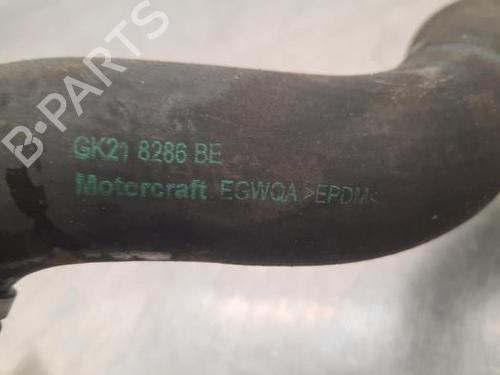 B-Parts
GK21 8286 BE
Motorcraft EGWQA >EPDM<